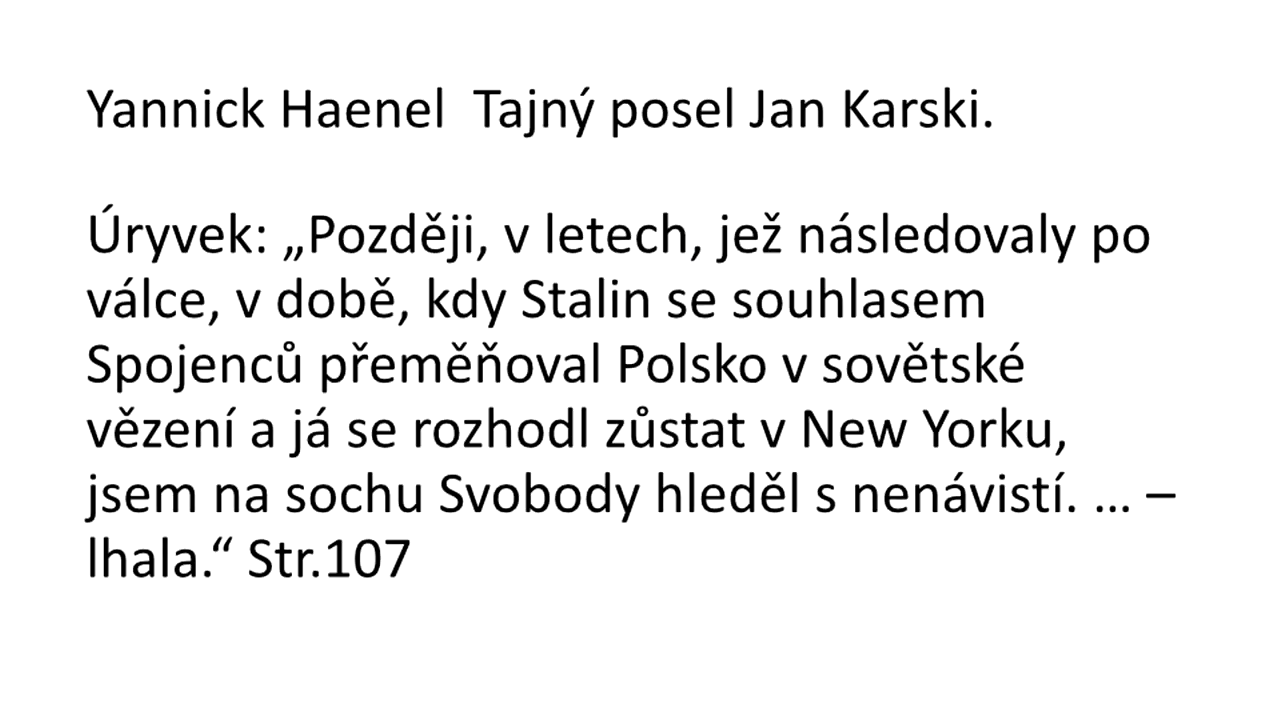 Yannick Haenel  Tajný posel Jan Karski.
Úryvek: „Později, v letech, jež následovaly po
válce, v době, kdy Stalin se souhlasem
Spojenců přeměňoval Polsko v sovětské
vězení a já se rozhodl zůstat v New Yorku,
jsem na sochu Svobody hleděl s nenávistí. … –
lhala.“ Str.107